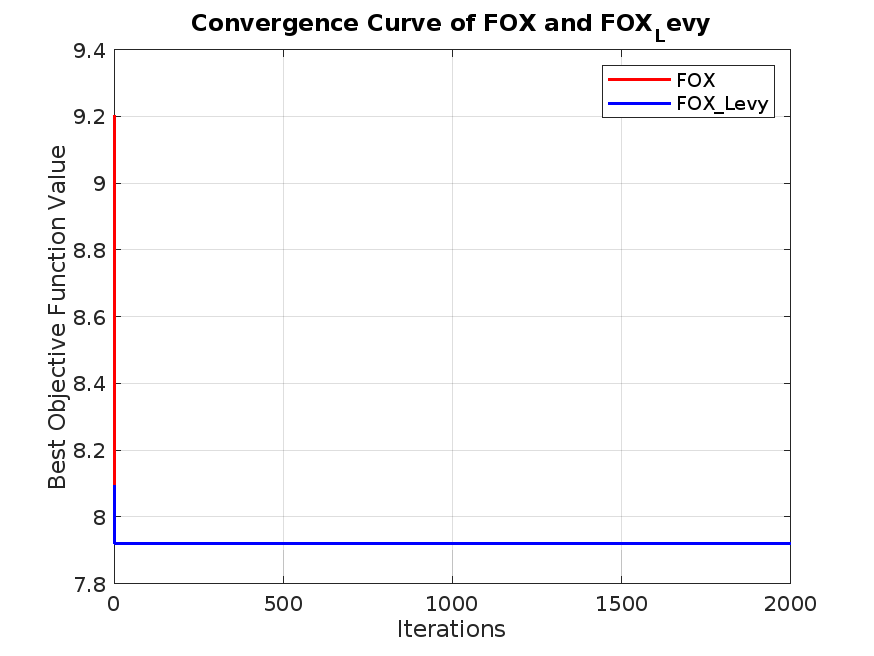 Convergence Curve of FOX and FOX_Levy
FOX
FOX_Levy
Best Objective Function Value
9.4
9.2
9
8.8
8.6
8.4
8.2
8
7.8
0 500 1000 1500 2000
Iterations